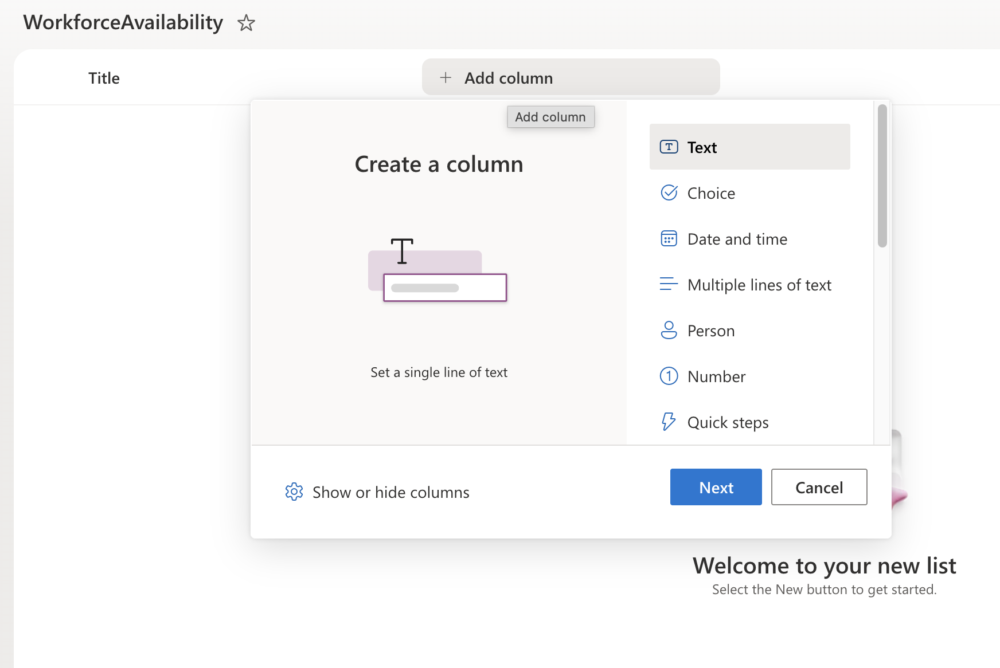 WorkforceAvailability
Title
Add column
Add column
Create a column
Set a single line of text
Text
Choice
Date and time
Multiple lines of text
Person
Number
Quick steps
Show or hide columns
Next
Cancel
Welcome to your new list
Select the New button to get started.